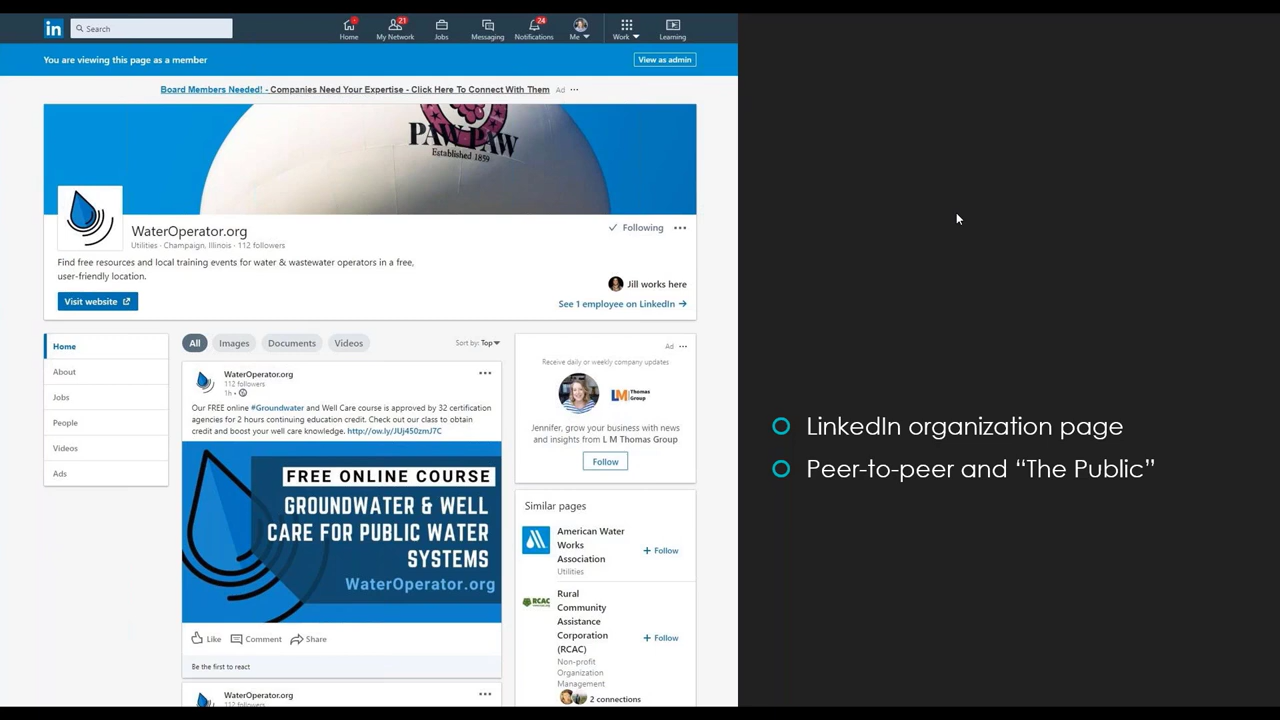 in
Search
Home
21
My Network
Jobs
Messaging
24
Notifications
Me
Work
Learning
You are viewing this page as a member
View as admin
Board Members Needed! - Companies Need Your Expertise - Click Here To Connect With Them
Ad
PAW PAW
Established 1859
WaterOperator.org
Utilities · Champaign, Illinois · 112 followers
Following
Find free resources and local training events for water & wastewater operators in a free,
user-friendly location.
Jill works here
Visit website
See 1 employee on LinkedIn
Home
About
Jobs
People
Videos
Ads
All
Images
Documents
Videos
Sort by: Top
WaterOperator.org
112 followers
1h •
Our FREE online #Groundwater and Well Care course is approved by 32 certification
agencies for 2 hours continuing education credit. Check out our class to obtain
credit and boost your well care knowledge. http://ow.ly/JUj450zmJ7C
FREE ONLINE COURSE
GROUNDWATER & WELL
CARE FOR PUBLIC WATER
SYSTEMS
WaterOperator.org
Like
Comment
Share
Be the first to react
WaterOperator.org
112 followers
Ad
Receive daily or weekly company updates
LM Thomas
Group
Jennifer, grow your business with news
and insights from L M Thomas Group
Follow
Similar pages
American Water
Works
Association
Utilities
+ Follow
RCAC
Rural
Community
Assistance
Corporation
(RCAC)
Non-profit
Organization
Management
+ Follow
2 connections
LinkedIn organization page
Peer-to-peer and “The Public”